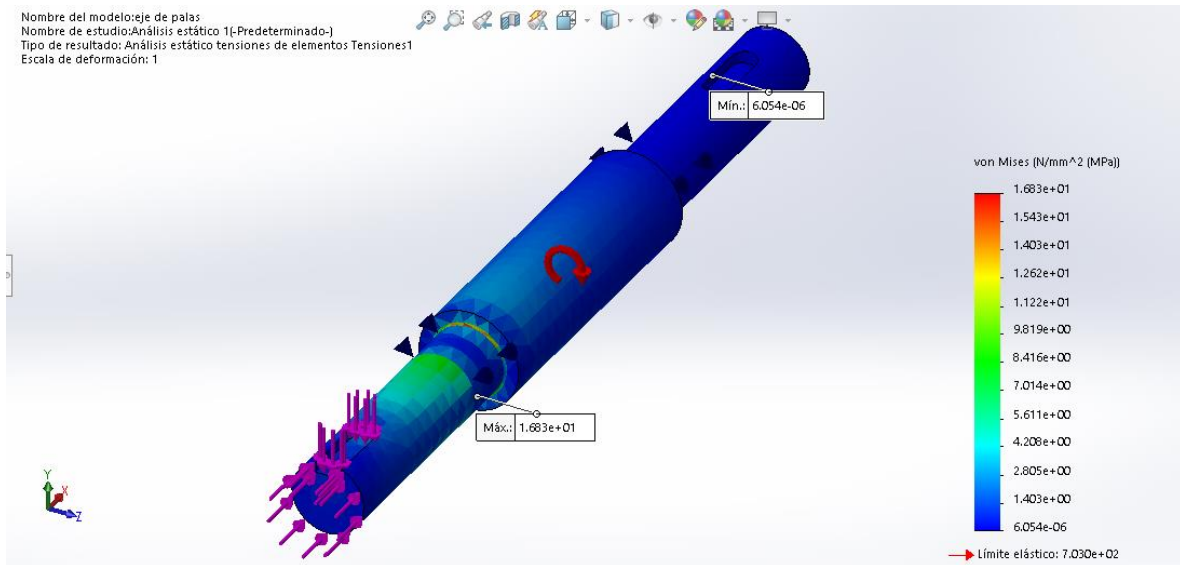 Nombre del modelo:eje de palas
Nombre de estudio:Análisis estático 1(-Predeterminado-)
Tipo de resultado: Análisis estático tensiones de elementos Tensiones1
Escala de deformación: 1
Mín.: 6.054e-06
Máx.: 1.683e+01
von Mises (N/mm^2 (MPa))
1.683e+01
1.543e+01
1.403e+01
1.262e+01
1.122e+01
9.819e+00
8.416e+00
7.014e+00
5.611e+00
4.208e+00
2.805e+00
1.403e+00
6.054e-06
Límite elástico: 7.030e+02
Y
X
Z